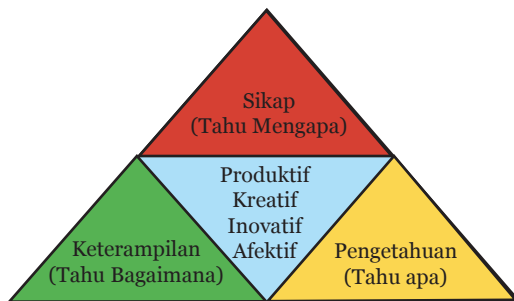 Sikap
(Tahu Mengapa)
Produktif
Kreatif
Inovatif
Afektif
Keterampilan
(Tahu Bagaimana)
Pengetahuan
(Tahu apa)